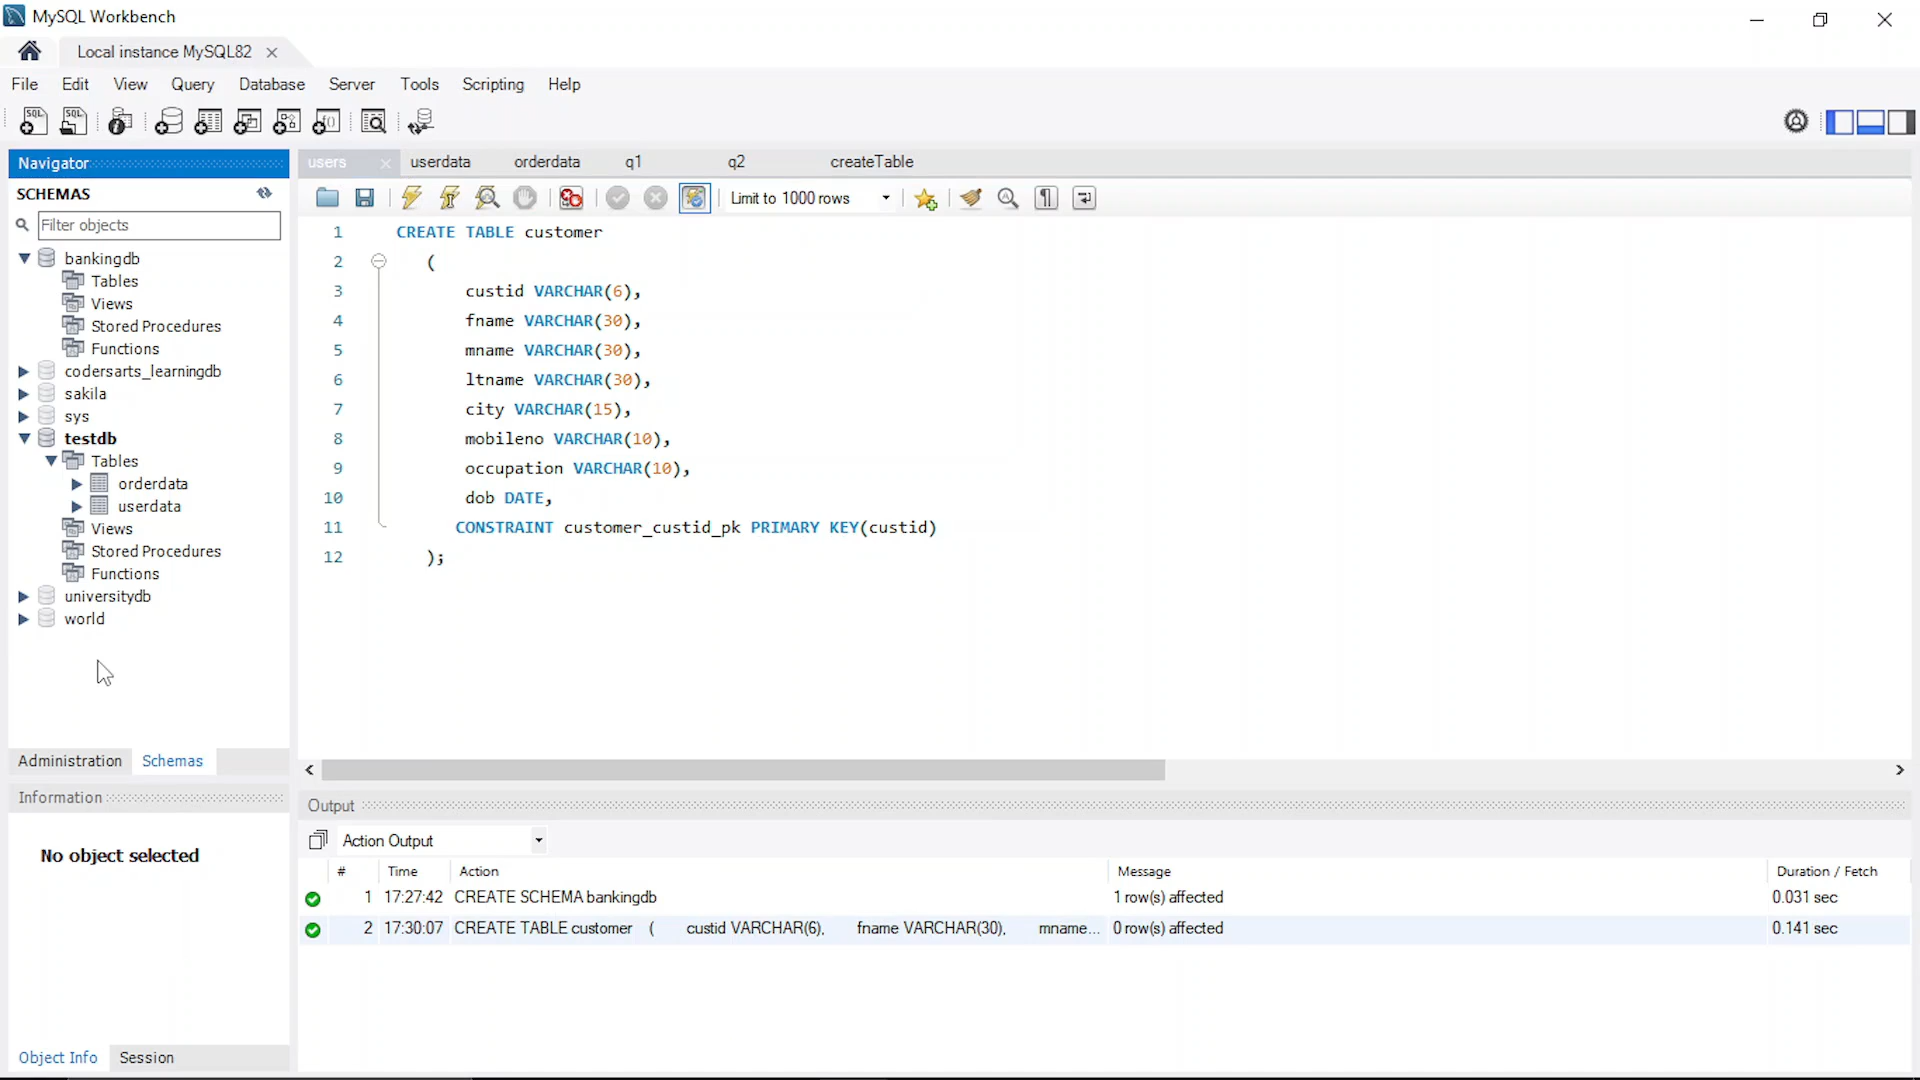 MySQL Workbench
Local instance MySQL82
File Edit View Query Database Server Tools Scripting Help
Navigator
SCHEMAS
Filter objects
bankingdb
Tables
Views
Stored Procedures
Functions
codersarts_learningdb
sakila
sys
testdb
Tables
orderdata
userdata
Views
Stored Procedures
Functions
universitydb
world
Administration Schemas
Information
No object selected
Object Info Session
users userdata orderdata q1 q2 createTable
Limit to 1000 rows
1 CREATE TABLE customer
2 (
3 custid VARCHAR(6),
4 fname VARCHAR(30),
5 mname VARCHAR(30),
6 ltname VARCHAR(30),
7 city VARCHAR(15),
8 mobileno VARCHAR(10),
9 occupation VARCHAR(10),
10 dob DATE,
11 CONSTRAINT customer_custid_pk PRIMARY KEY(custid)
12 );
Output
Action Output
# Time Action Message Duration / Fetch
1 17:27:42 CREATE SCHEMA bankingdb 1 row(s) affected 0.031 sec
2 17:30:07 CREATE TABLE customer ( custid VARCHAR(6), fname VARCHAR(30), mname... 0 row(s) affected 0.141 sec